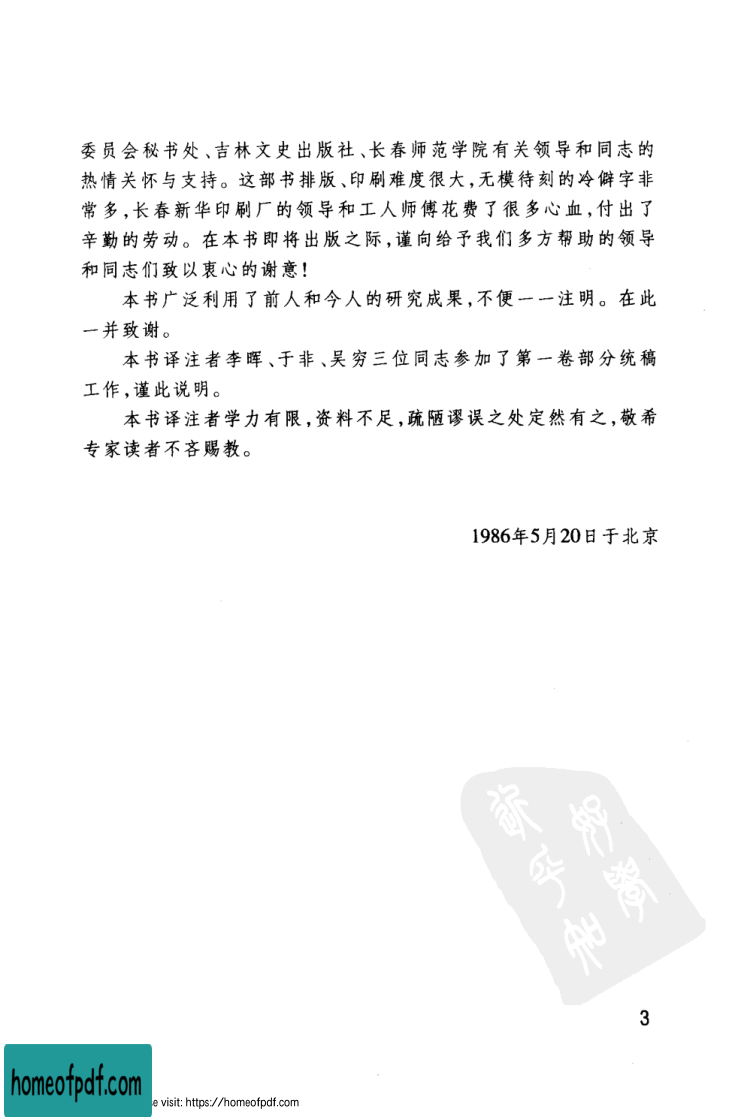 委员会秘书处、吉林文史出版社、长春师范学院有关领导和同志的
热情关怀与支持。这部书排版、印刷难度很大,无模待刻的冷僻字非
常多,长春新华印刷厂的领导和工人师傅花费了很多心血,付出了
辛勤的劳动。在本书即将出版之际,谨向给予我们多方帮助的领导
和同志们致以衷心的谢意!
本书广泛利用了前人和今人的研究成果,不便一一注明。在此
一并致谢。
本书译注者李晖、于非、吴穷三位同志参加了第一卷部分统稿
工作,谨此说明。
本书译注者学力有限,资料不足,疏陋谬误之处定然有之,敬希
专家读者不吝赐教。
1986年5月20日于北京
好学
近乎知
3
homeofpdf.com
e visit: https://homeofpdf.com